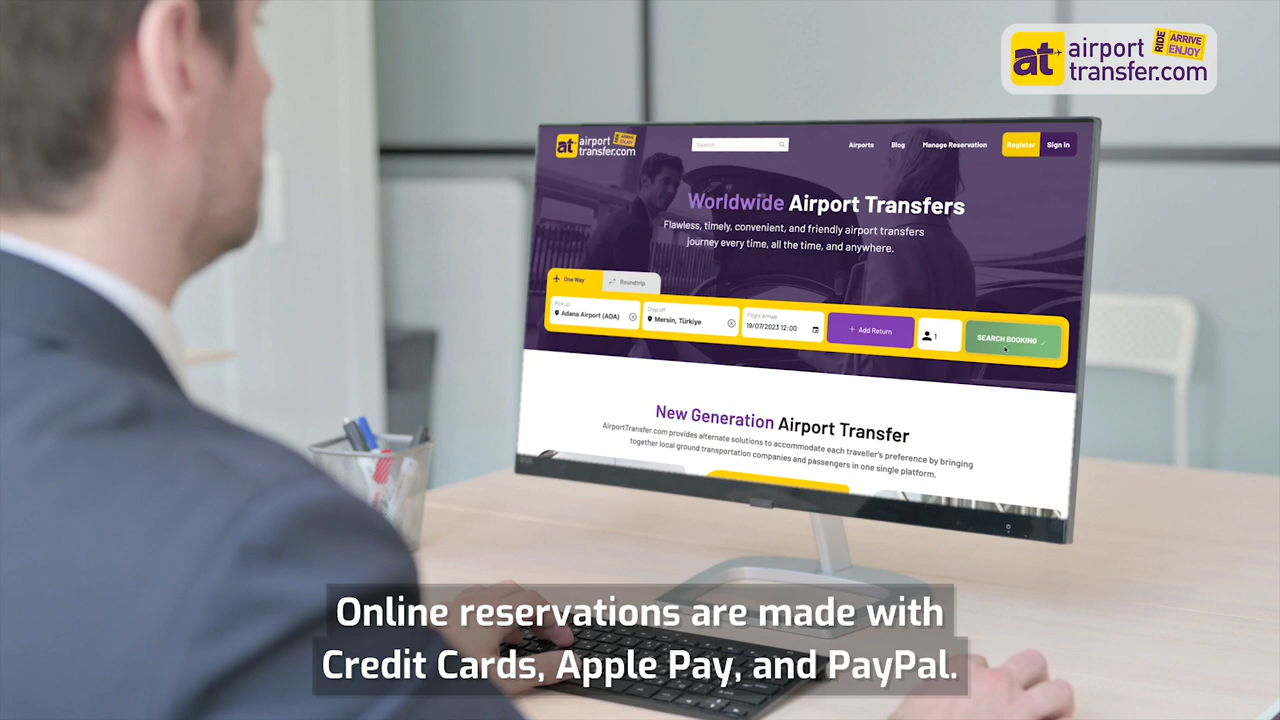 at airport
transfer.com
RIDE ARRIVE ENJOY
at airport
transfer.com
ARRIVE
ENJOY
Search...
Airports Blog Manage Reservation Register Sign in
Worldwide Airport Transfers
Flawless, timely, convenient, and friendly airport transfers
journey every time, all the time, and anywhere.
One Way Roundtrip
Pick up
Adana Airport (ADA)
Drop off
Mersin, Türkiye
Flight Arrival
19/07/2023 12:00
+ Add Return
1
SEARCH BOOKING
New Generation Airport Transfer
AirportTransfer.com provides alternate solutions to accommodate each traveller's preference by bringing
together local ground transportation companies and passengers in one single platform.
Online reservations are made with
Credit Cards, Apple Pay, and PayPal.